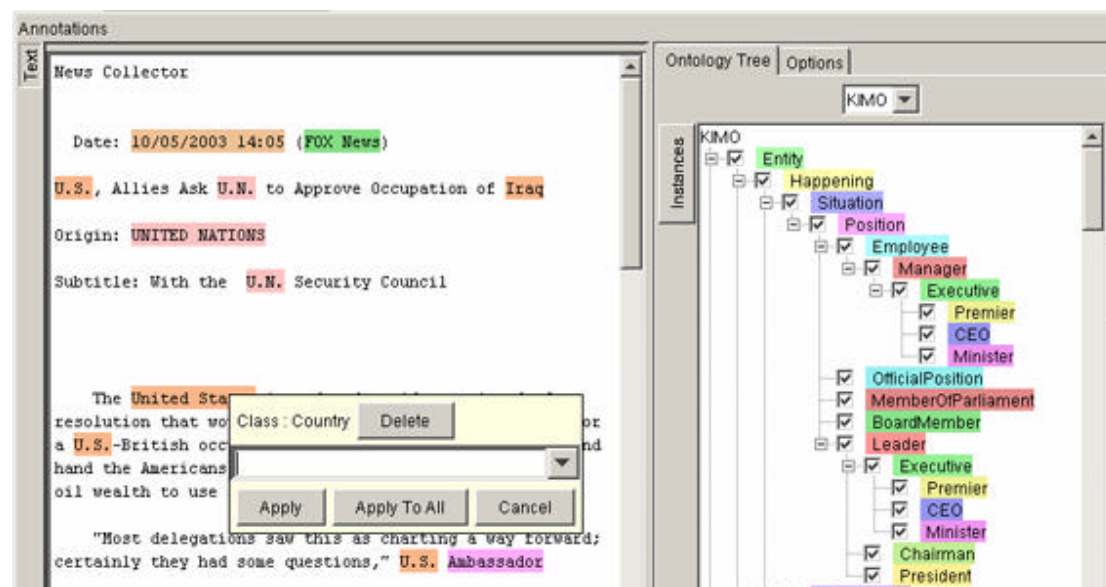 Annotations
Text
News Collector
Date: 10/05/2003 14:05 (FOX News)
U.S., Allies Ask U.N. to Approve Occupation of Iraq
Origin: UNITED NATIONS
Subtitle: With the U.N. Security Council
The United Sta
resolution that wo or
a U.S.-British occ nd
hand the Americans
oil wealth to use
"Most delegations saw this as charting a way forward;
certainly they had some questions,” U.S. Ambassador
Class : Country Delete
Apply Apply To All Cancel
Ontology Tree Options
KIMO
Instances
KIMO
Entity
Happening
Situation
Position
Employee
Manager
Executive
Premier
CEO
Minister
OfficialPosition
MemberOfParliament
BoardMember
Leader
Executive
Premier
CEO
Minister
Chairman
President